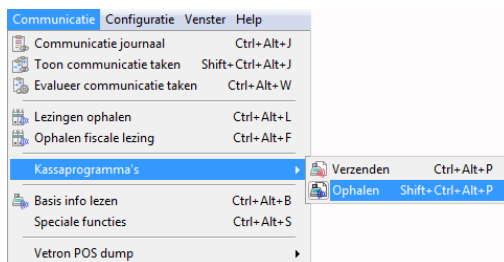 Communicatie Configuratie Venster Help
Communicatie journaal Ctrl+Alt+J
Toon communicatie taken Shift+Ctrl+Alt+J
Evalueer communicatie taken Ctrl+Alt+W
Lezingen ophalen Ctrl+Alt+L
Ophalen fiscale lezing Ctrl+Alt+F
Kassaprogramma's
Verzenden Ctrl+Alt+P
Ophalen Shift+Ctrl+Alt+P
Basis info lezen Ctrl+Alt+B
Speciale functies Ctrl+Alt+S
Vetron POS dump